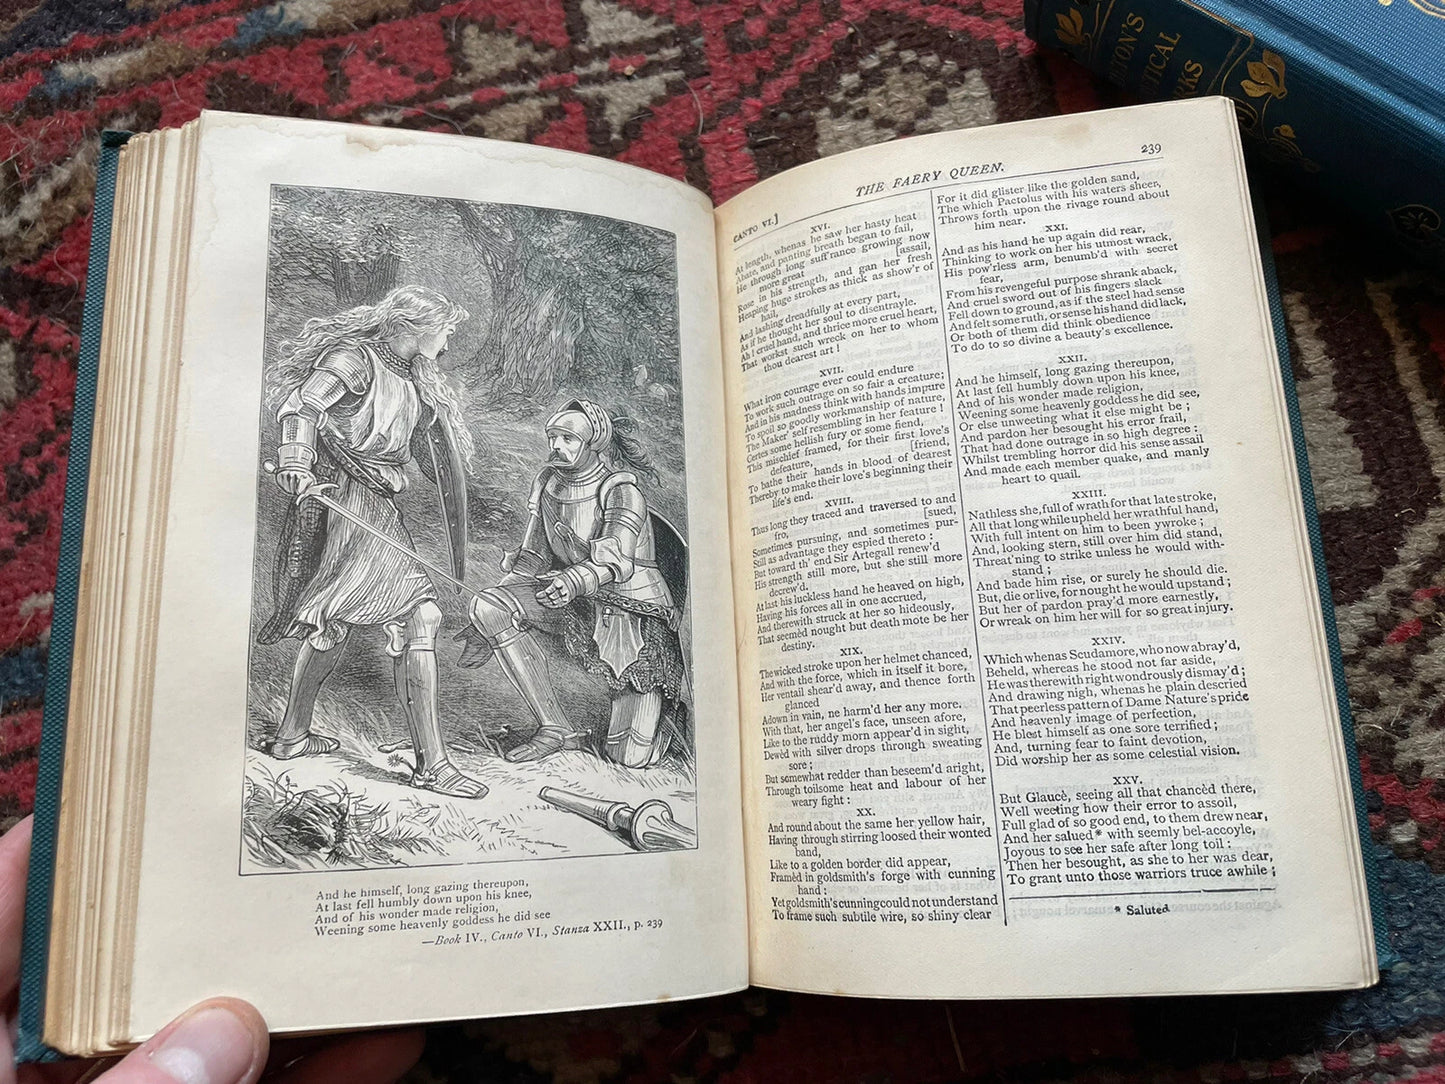 And he himself, long gazing thereupon,
At last fell humbly down upon his knee,
And of his wonder made religion,
Weening some heavenly goddess he did see
—Book IV., Canto VI., Stanza XXII., p. 239
239
THE FAERY QUEEN.
CANTO VI.]
XVI.
At length, whenas he saw her hasty heat
Abate, and panting breath began to fail,
He through long suff'rance growing now
[assail,
more great
Rose in his strength, and gan her fresh
Heaping huge strokes as thick as show'r of
hail,
And lashing dreadfully at every part,
As if he thought her soul to disentrayle.
Ah! cruel hand, and thrice more cruel heart,
That workst such wreck on her to whom
thou dearest art!
XVII.
What iron courage ever could endure
To work such outrage on so fair a creature;
And in his madness think with hands impure
To spoil so goodly workmanship of nature,
The Maker' self resembling in her feature!
Certes some hellish fury or some fiend,
This mischief framed, for their first love's
[friend,
defeature,
To bathe their hands in blood of dearest
Thereby to make their love's beginning their
life's end.
XVIII.
Thus long they traced and traversed to and
[sued,
fro,
Sometimes pursuing, and sometimes pur-
Still as advantage they espied thereto:
But toward th' end Sir Artegall renew'd
His strength still more, but she still more
decrew'd.
At last his luckless hand he heaved on high,
Having his forces all in one accrued,
And therewith struck at her so hideously,
That seemèd nought but death mote be her
destiny.
XIX.
The wicked stroke upon her helmet chanced,
And with the force, which in itself it bore,
Her ventail shear'd away, and thence forth
glanced
Adown in vain, ne harm'd her any more.
With that, her angel's face, unseen afore,
Like to the ruddy morn appear'd in sight,
Dewèd with silver drops through sweating
sore;
But somewhat redder than beseem'd aright,
Through toilsome heat and labour of her
weary fight:
XX.
And round about the same her yellow hair,
Having through stirring loosed their wonted
band,
Like to a golden border did appear,
Framèd in goldsmith's forge with cunning
hand:
Yet goldsmith's cunning could not understand
To frame such subtile wire, so shiny clear
For it did glister like the golden sand,
The which Pactolus with his waters sheer,
Throws forth upon the rivage round about
him near.
XXI.
And as his hand he up again did rear,
Thinking to work on her his utmost wrack,
His pow'rless arm, benumb'd with secret
fear,
From his revengeful purpose shrank aback,
And cruel sword out of his fingers slack
Fell down to ground, as if the steel had sense
And felt some ruth, or sense his hand did lack,
Or both of them did think obedience
To do to so divine a beauty's excellence.
XXII.
And he himself, long gazing thereupon,
At last fell humbly down upon his knee,
And of his wonder made religion,
Weening some heavenly goddess he did see,
Or else unweeting what it else might be;
And pardon her besought his error frail,
That had done outrage in so high degree:
Whilst trembling horror did his sense assail
And made each member quake, and manly
heart to quail.
XXIII.
Nathless she, full of wrath for that late stroke,
All that long while upheld her wrathful hand,
With full intent on him to been ywroke;
And, looking stern, still over him did stand,
Threat'ning to strike unless he would with-
stand;
And bade him rise, or surely he should die.
But, die or live, for nought he would upstand;
But her of pardon pray'd more earnestly,
Or wreak on him her will for so great injury.
XXIV.
Which whenas Scudamore, who now abray'd,
Beheld, whereas he stood not far aside,
He was therewith right wondrously dismay'd;
And drawing nigh, whenas he plain descried
That peerless pattern of Dame Nature's pride
And heavenly image of perfection,
He blest himself as one sore terrified;
And, turning fear to faint devotion,
Did worship her as some celestial vision.
XXV.
But Glaucè, seeing all that chancèd there,
Well weeting how their error to assoil,
Full glad of so good end, to them drew near,
And her salued* with seemly bel-accoyle,
Joyous to see her safe after long toil:
Then her besought, as she to her was dear,
To grant unto those warriors truce awhile;
* Saluted